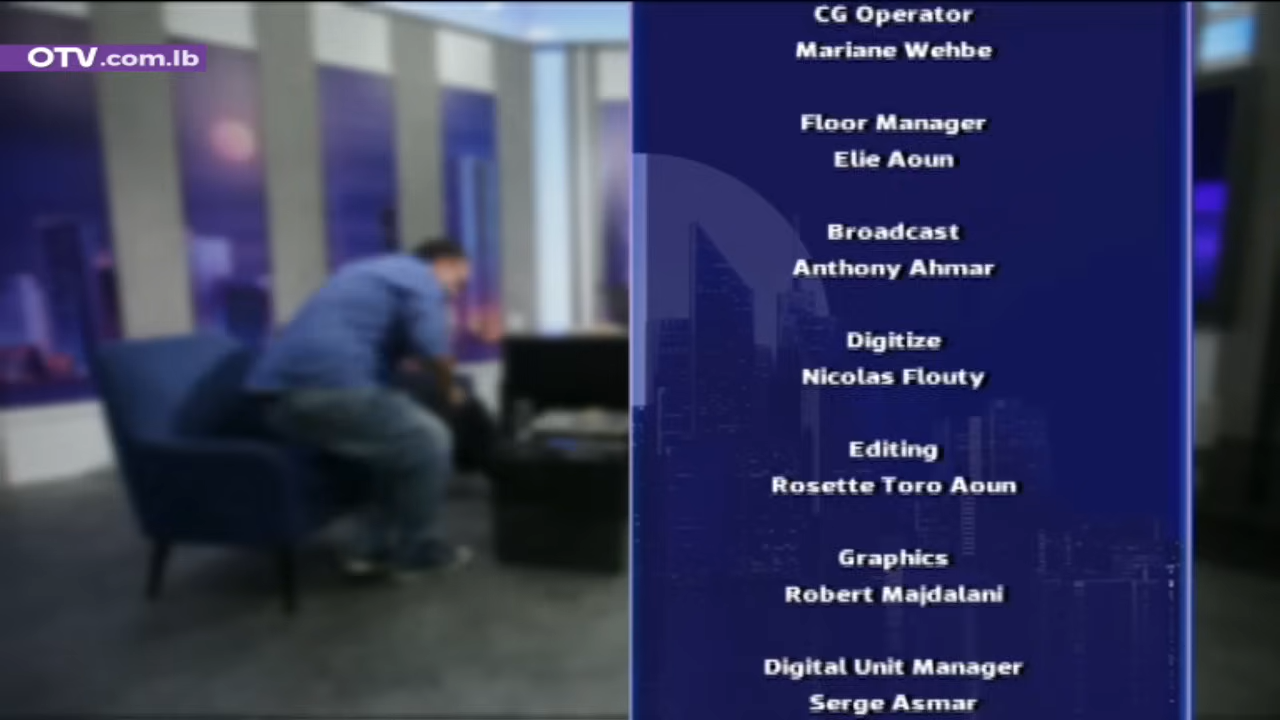 OTV.com.lb
CG Operator
Mariane Wehbe
Floor Manager
Elie Aoun
Broadcast
Anthony Ahmar
Digitize
Nicolas Flouty
Editing
Rosette Toro Aoun
Graphics
Robert Majdalani
Digital Unit Manager
Serge Asmar